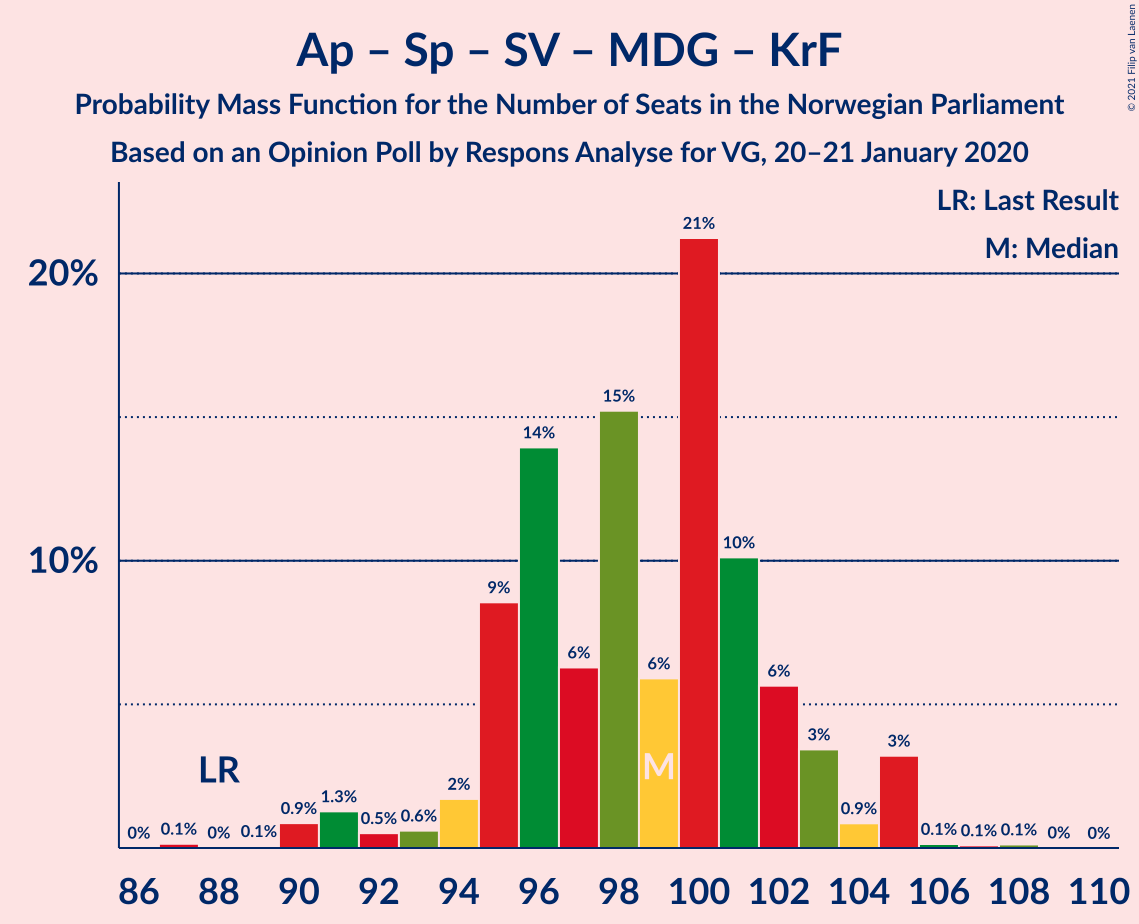 Ap – Sp – SV – MDG – KrF
Probability Mass Function for the Number of Seats in the Norwegian Parliament
Based on an Opinion Poll by Respons Analyse for VG, 20–21 January 2020
© 2021 Filip van Laenen
LR: Last Result
M: Median
20%
10%
0% 0.1% 0% 0.1% 0.9% 1.3% 0.5% 0.6% 2% 9% 14% 6% 15% 6% 21% 10% 6% 3% 0.9% 3% 0.1% 0.1% 0.1% 0% 0%
LR
M
86 88 90 92 94 96 98 100 102 104 106 108 110